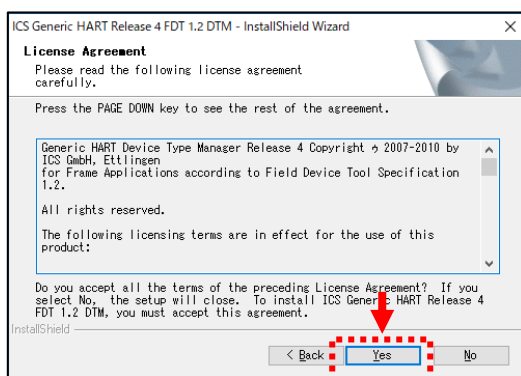 ICS Generic HART Release 4 FDT 1.2 DTM - InstallShield Wizard
License Agreement
Please read the following license agreement
carefully.
Press the PAGE DOWN key to see the rest of the agreement.
Generic HART Device Type Manager Release 4 Copyright ゥ 2007-2010 by
ICS GmbH, Ettlingen
for Frame Applications according to Field Device Tool Specification
1.2.
All rights reserved.
The following licensing terms are in effect for the use of this
product:
Do you accept all the terms of the preceding License Agreement? If you
select No, the setup will close. To install ICS Generic HART Release 4
FDT 1.2 DTM, you must accept this agreement.
InstallShield
< Back
Yes
No